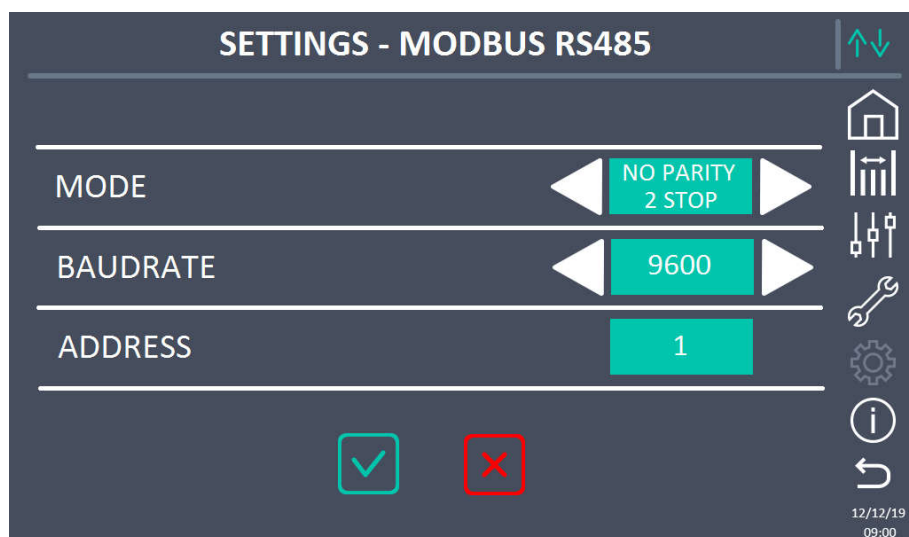 SETTINGS - MODBUS RS485
MODE
NO PARITY
2 STOP
BAUDRATE
9600
ADDRESS
1
12/12/19
09:00